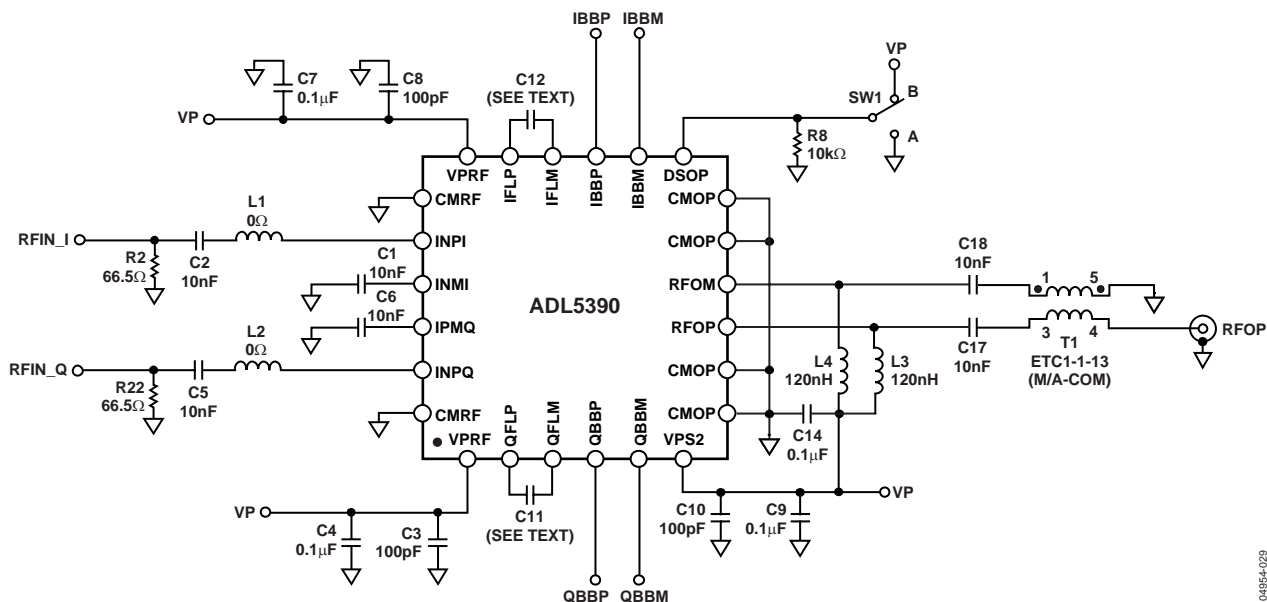 IBBP IBBM
VP
C7
0.1μF
C8
100pF
C12
(SEE TEXT)
SW1
B
A
VP
R8
10kΩ
VPRF
IFLP
IFLM
IBBP
IBBM
DSOP
CMRF
CMOP
L1
0Ω
RFIN_I
INPI
CMOP
R2
66.5Ω
C2
10nF
C1
10nF
INMI
RFOM
C18
10nF
1 5
C6
10nF
ADL5390
IPMQ
RFOP
3 4
RFOP
L2
0Ω
C17
10nF
T1
ETC1-1-13
(M/A-COM)
L4
120nH
L3
120nH
RFIN_Q
INPQ
CMOP
R22
66.5Ω
C5
10nF
CMRF
CMOP
C14
0.1μF
VPRF
QFLP
QFLM
QBBP
QBBM
VPS2
VP
VP
C4
0.1μF
C3
100pF
C11
(SEE TEXT)
C10
100pF
C9
0.1μF
QBBP QBBM
04954-029